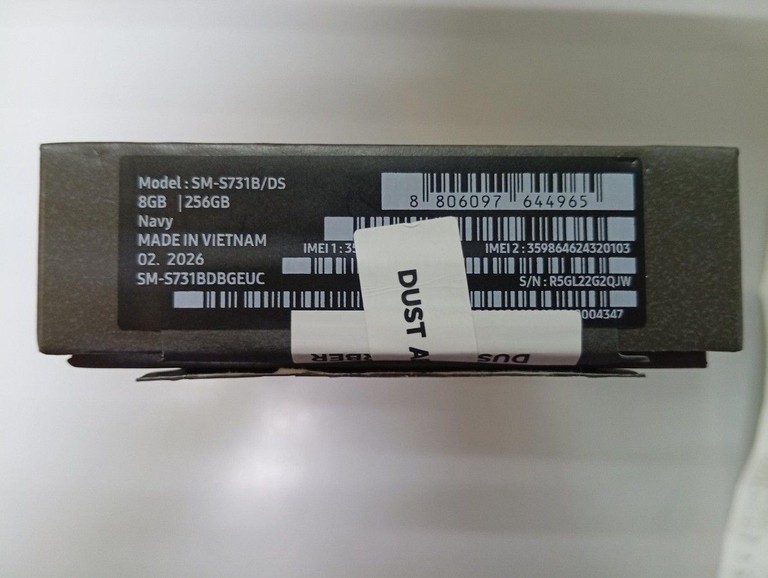 Model : SM-S731B/DS
8GB | 256GB
Navy
MADE IN VIETNAM
02. 2026
SM-S731BDBGEUC
8 806097 644965
IMEI 1 : 35
IMEI 2 : 359864624320103
S/N : R5GL22G2QJW
004347
DUST A
DUS